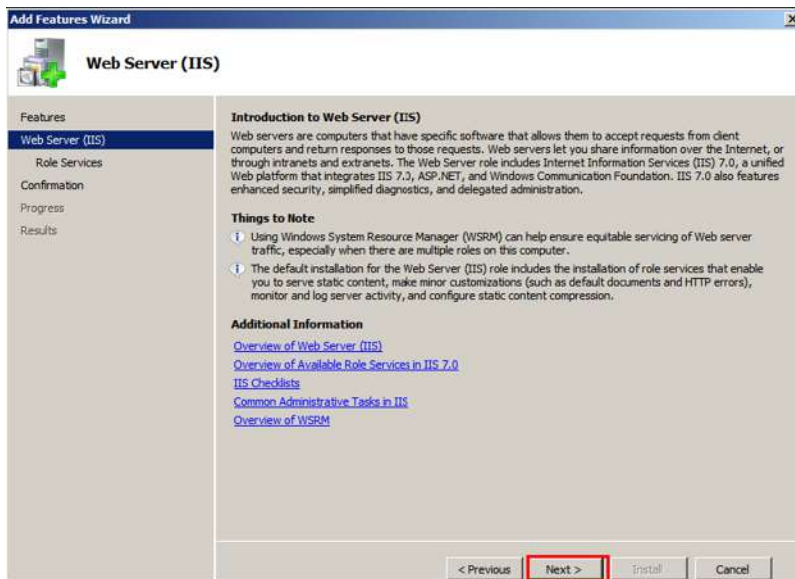 Add Features Wizard
Web Server (IIS)
Features
Web Server (IIS)
Role Services
Confirmation
Progress
Results
Introduction to Web Server (IIS)
Web servers are computers that have specific software that allows them to accept requests from client
computers and return responses to those requests. Web servers let you share information over the Internet, or
through intranets and extranets. The Web Server role includes Internet Information Services (IIS) 7.0, a unified
Web platform that integrates IIS 7.0, ASP.NET, and Windows Communication Foundation. IIS 7.0 also features
enhanced security, simplified diagnostics, and delegated administration.
Things to Note
Using Windows System Resource Manager (WSRM) can help ensure equitable servicing of Web server
traffic, especially when there are multiple roles on this computer.
The default installation for the Web Server (IIS) role includes the installation of role services that enable
you to serve static content, make minor customizations (such as default documents and HTTP errors),
monitor and log server activity, and configure static content compression.
Additional Information
Overview of Web Server (IIS)
Overview of Available Role Services in IIS 7.0
IIS Checklists
Common Administrative Tasks in IIS
Overview of WSRM
< Previous Next > Install Cancel